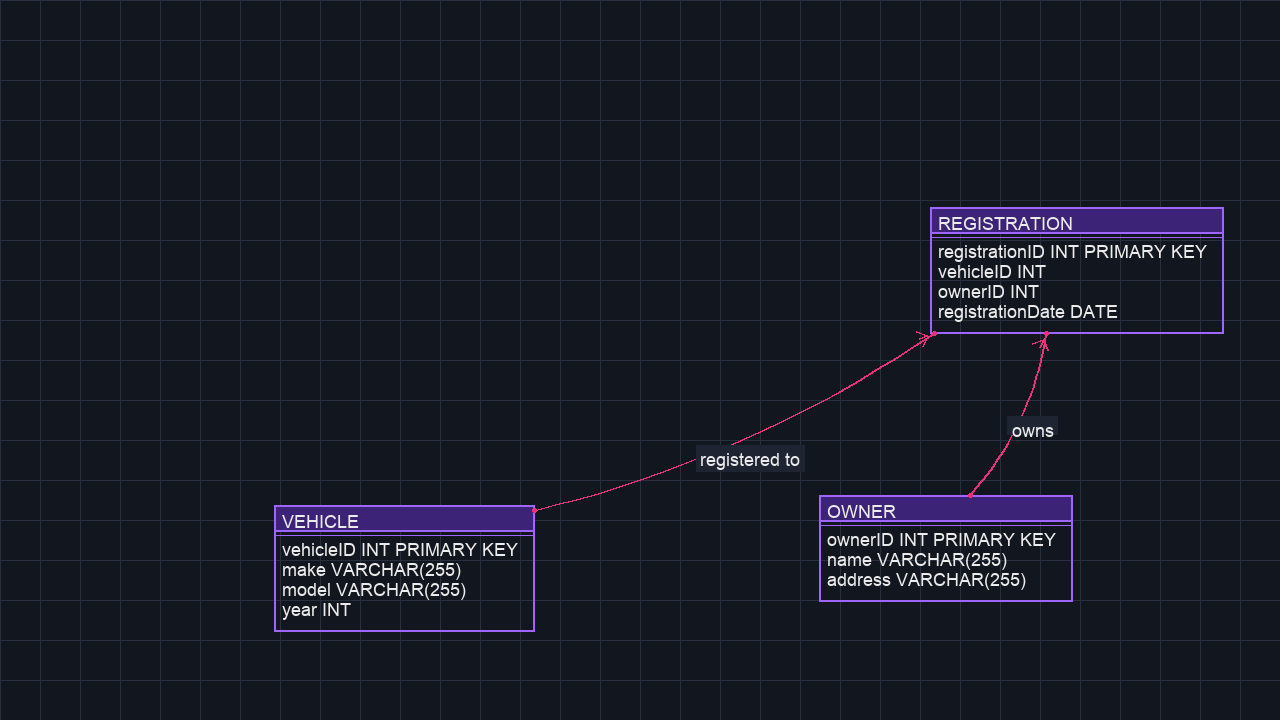 REGISTRATION
registrationID INT PRIMARY KEY
vehicleID INT
ownerID INT
registrationDate DATE
owns
registered to
VEHICLE
vehicleID INT PRIMARY KEY
make VARCHAR(255)
model VARCHAR(255)
year INT
OWNER
ownerID INT PRIMARY KEY
name VARCHAR(255)
address VARCHAR(255)